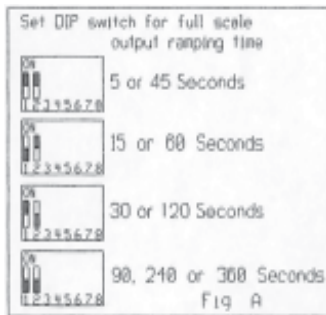 Set DIP switch for full scale
output ramping time
ON
5 or 45 Seconds
12345678
ON
15 or 60 Seconds
12345678
ON
30 or 120 Seconds
12345678
ON
90, 240 or 360 Seconds
12345678
Fig A